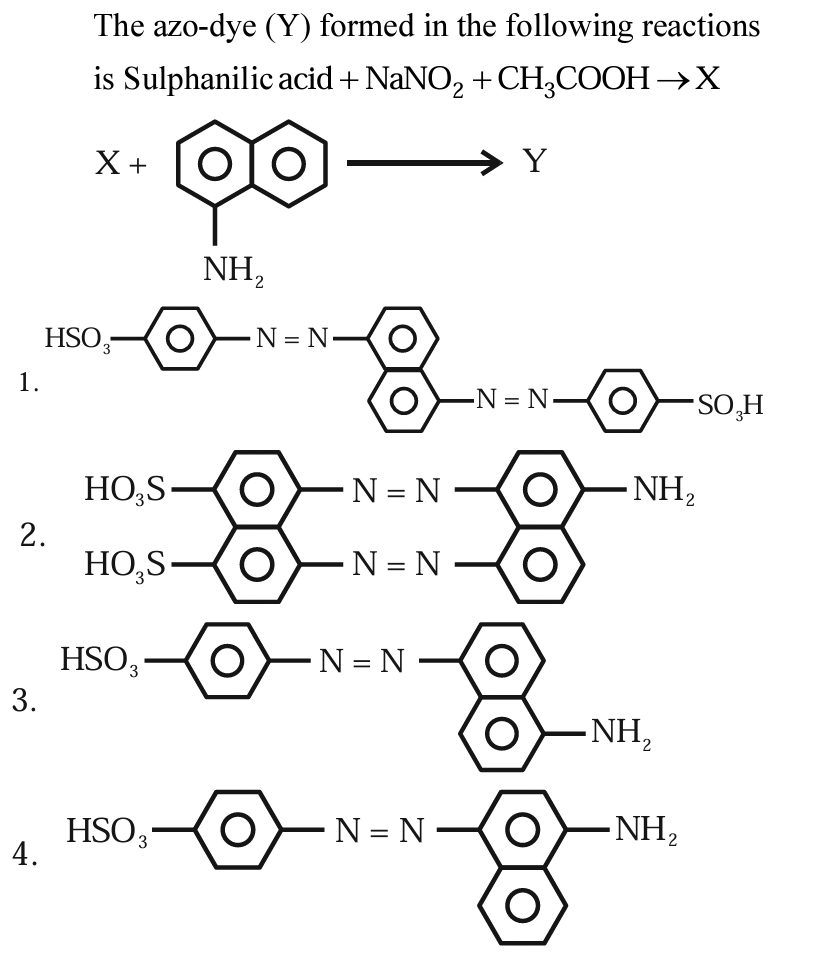 The azo-dye (Y) formed in the following reactions
is Sulphanilic acid + NaNO₂ + CH₃COOH → X
X + → Y
NH₂
1. HSO₃ N = N N = N SO₃H
2. HO₃S N = N NH₂
HO₃S N = N
3. HSO₃ N = N NH₂
4. HSO₃ N = N NH₂